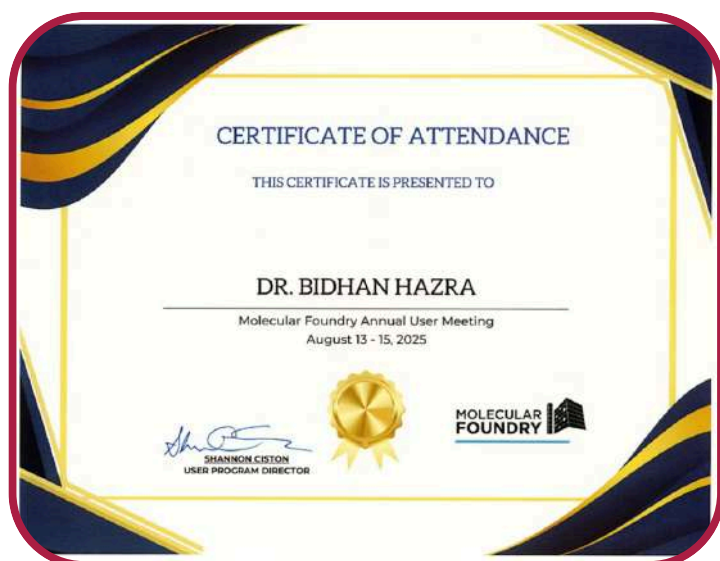 CERTIFICATE OF ATTENDANCE
THIS CERTIFICATE IS PRESENTED TO
DR. BIDHAN HAZRA
Molecular Foundry Annual User Meeting
August 13 - 15, 2025
SHANNON CISTON
USER PROGRAM DIRECTOR
MOLECULAR
FOUNDRY